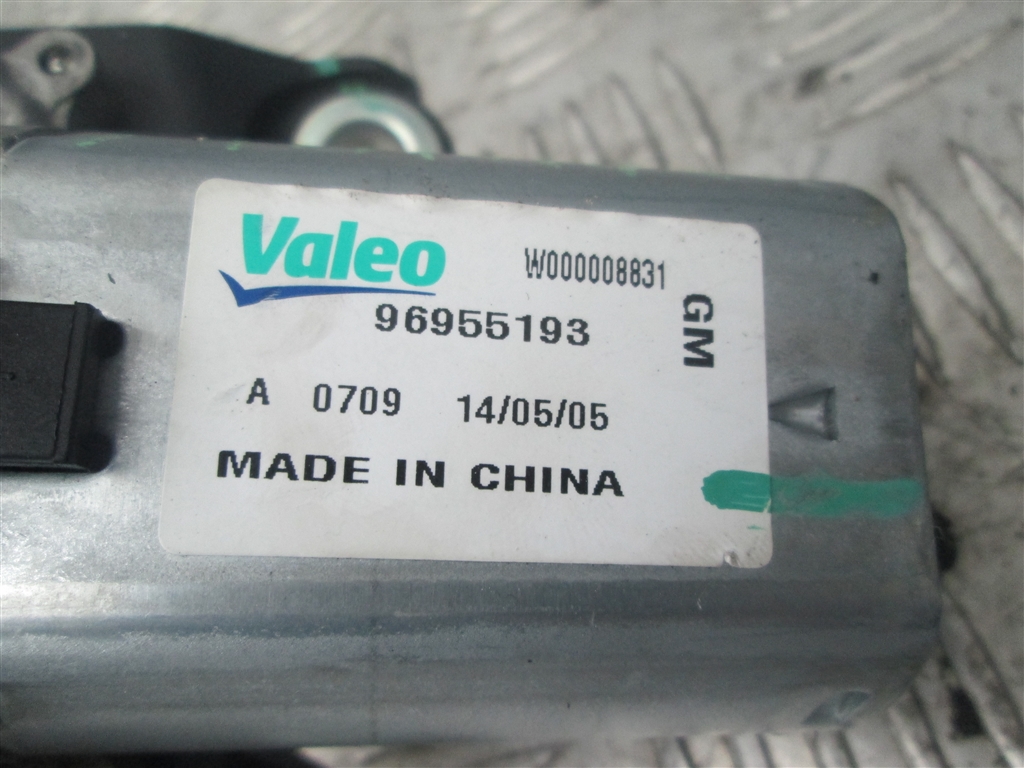 Valeo
W000008831
96955193
GM
A 0709 14/05/05
MADE IN CHINA